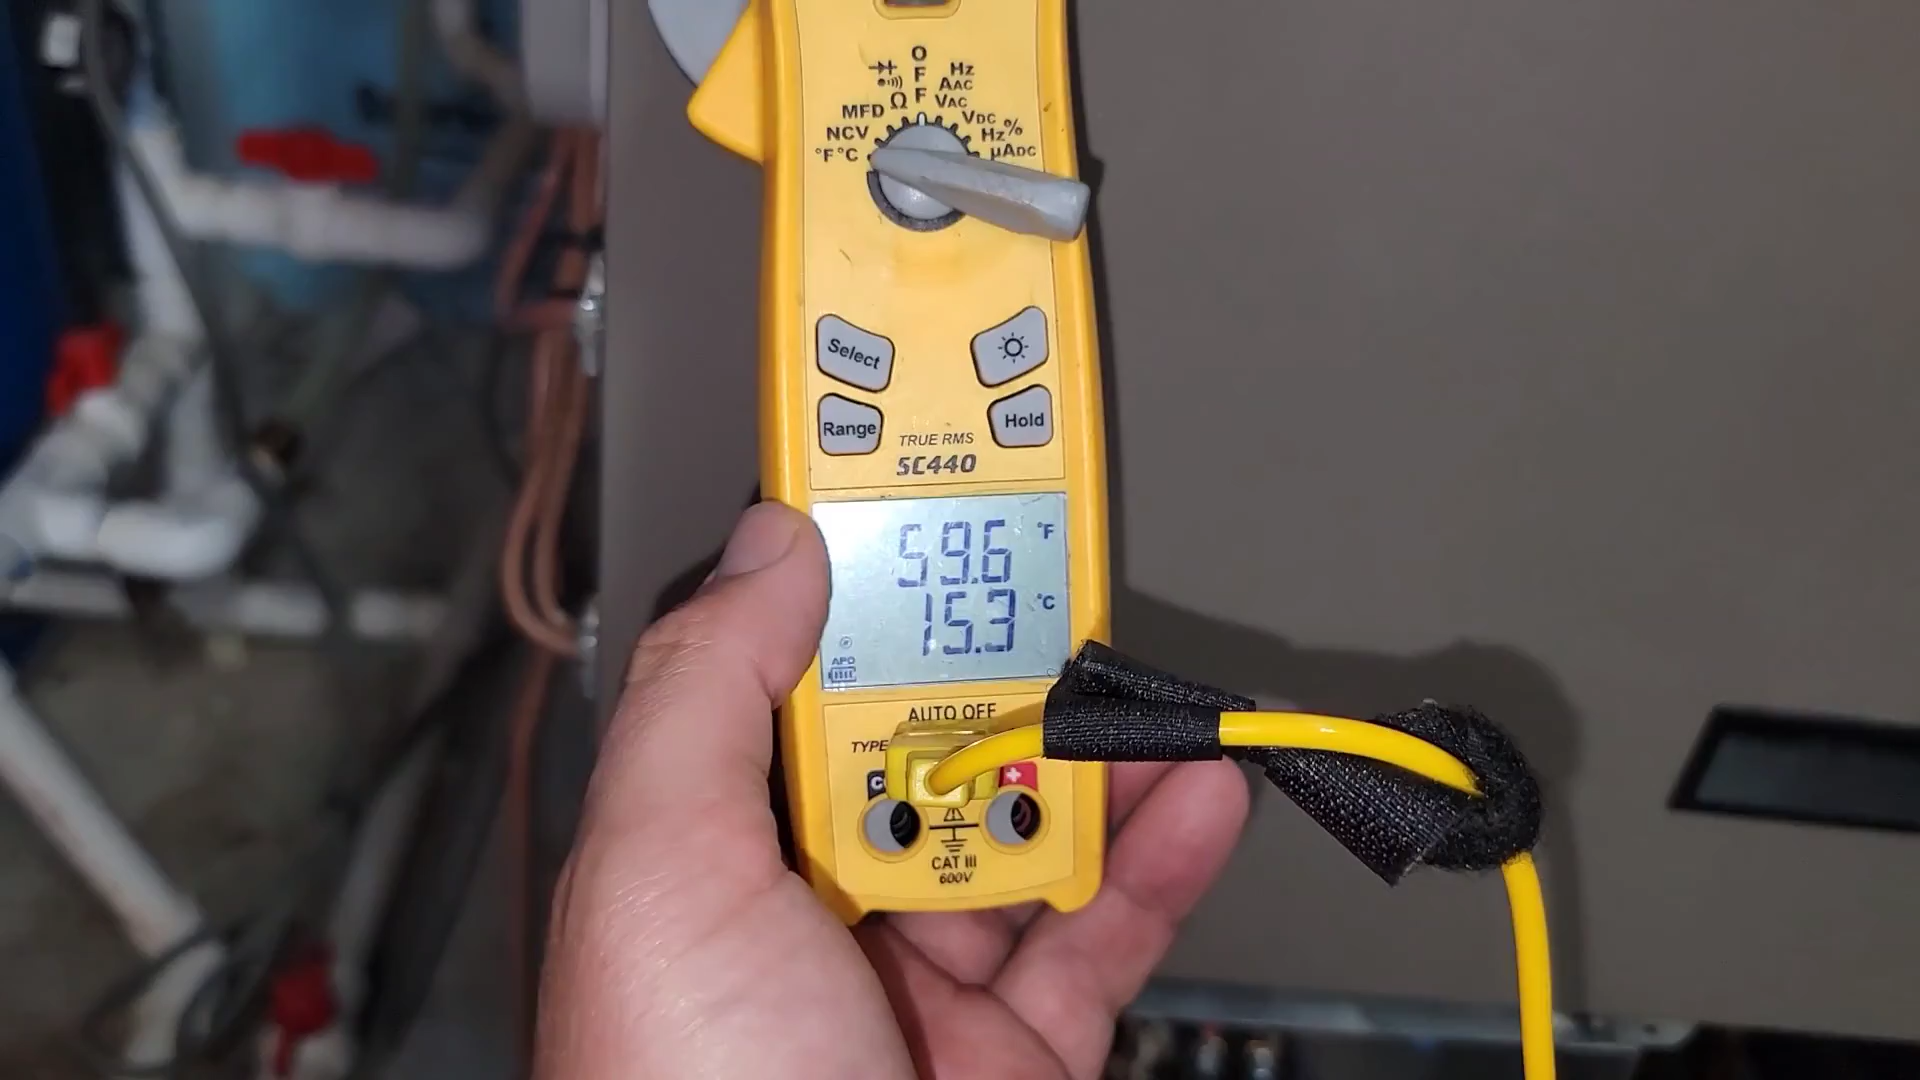 OFF
Hz
AAC
Ω
VAC
MFD
VDC
NCV
Hz%
°F°C
µADC
Select
Range
Hold
TRUE RMS
SC440
59.6 °F
15.3 °C
APO
AUTO OFF
TYPE
CAT III
600V